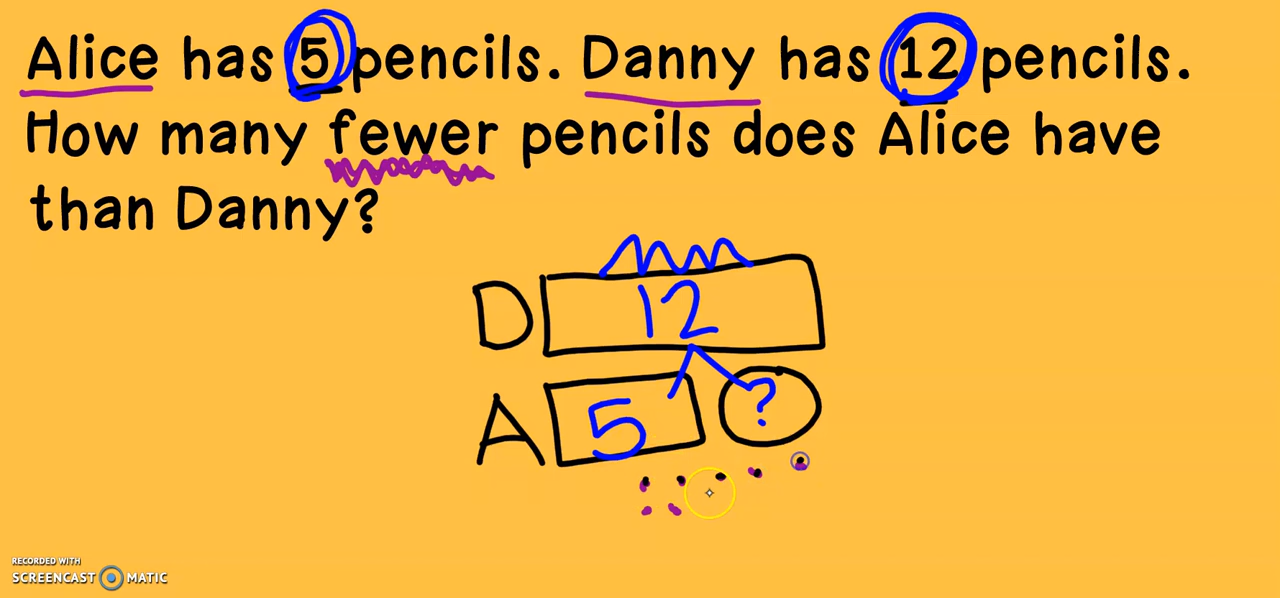 Alice has 5 pencils. Danny has 12 pencils.
How many fewer pencils does Alice have
than Danny?
D 12
A 5 ?
RECORDED WITH
SCREENCAST MATIC